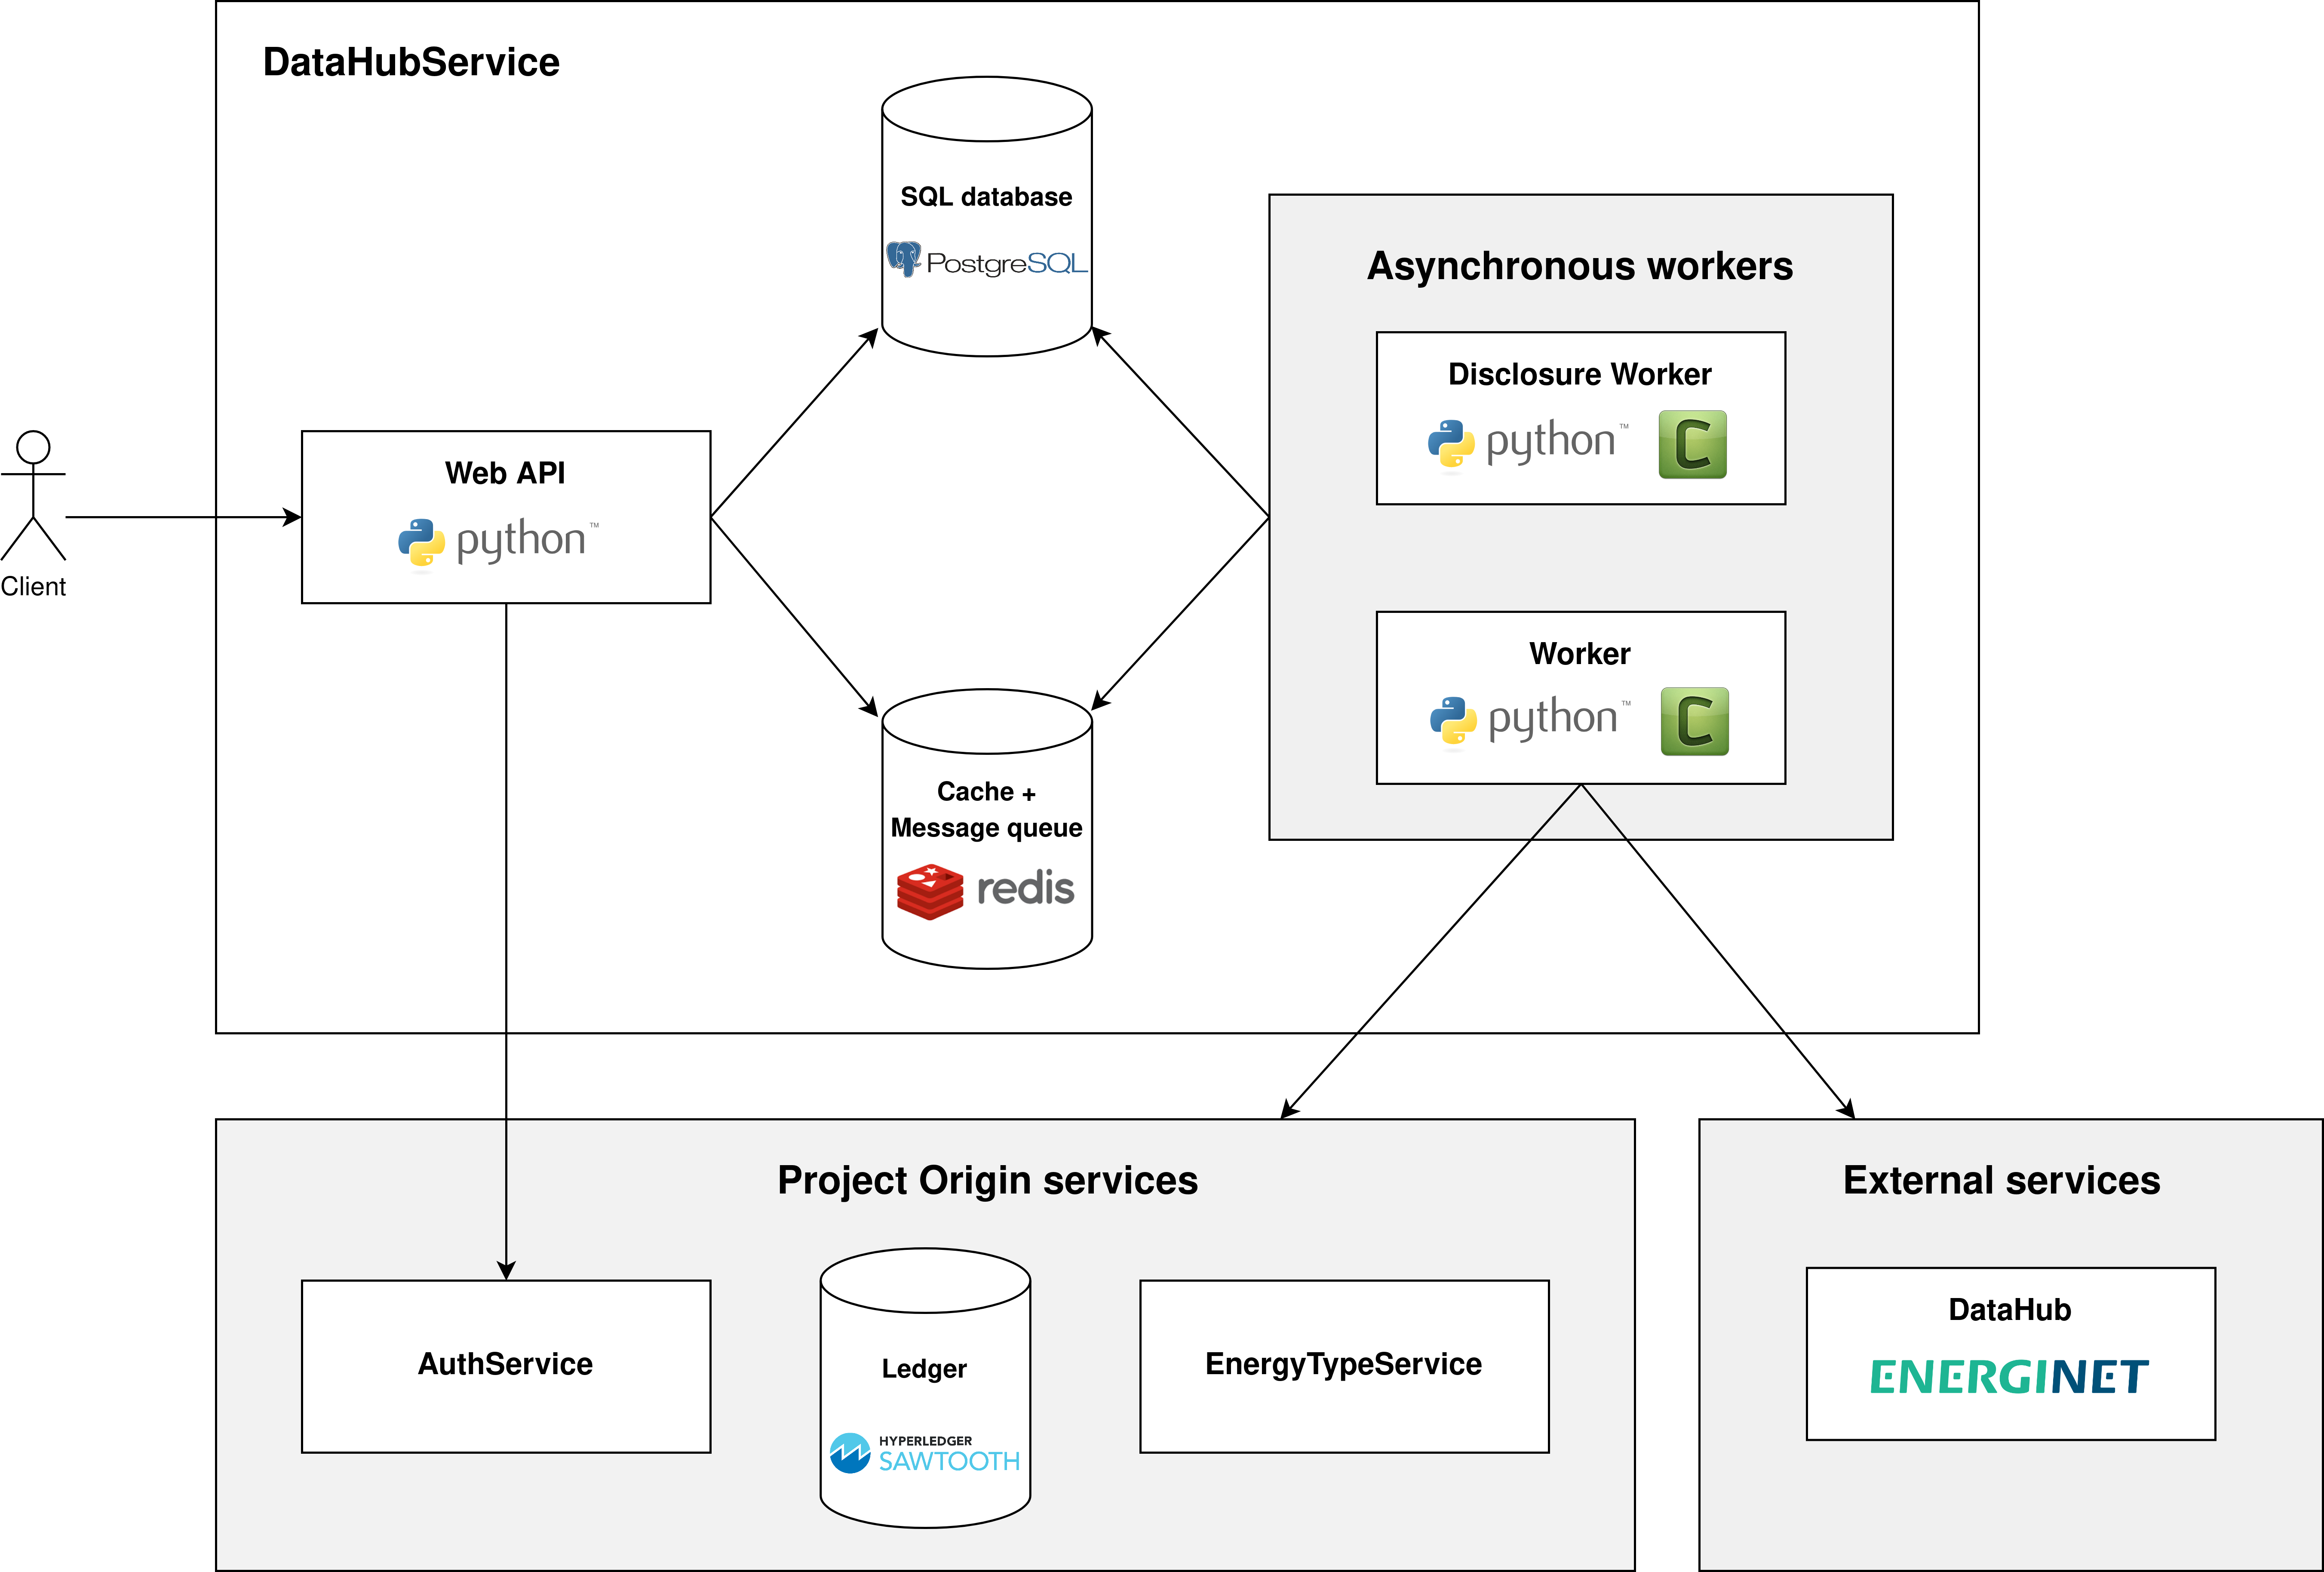 DataHubService
SQL database
PostgreSQL
Asynchronous workers
Disclosure Worker
python™
C
Web API
python™
Client
Worker
python™
C
Cache +
Message queue
redis
Project Origin services
External services
AuthService
Ledger
HYPERLEDGER
SAWTOOTH
EnergyTypeService
DataHub
ENERGINET